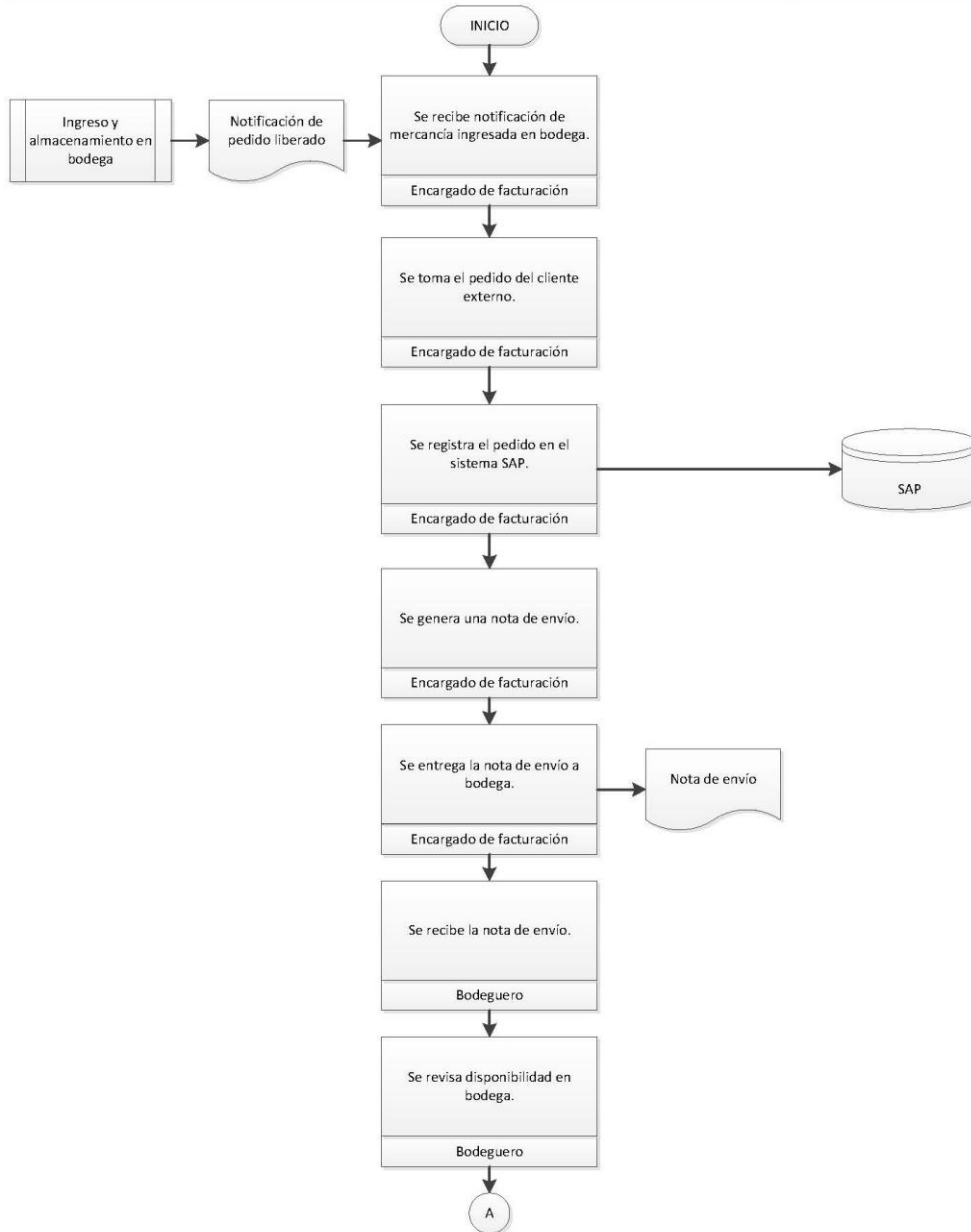 INICIO
Ingreso y
almacenamiento en
bodega
Notificación de
pedido liberado
Se recibe notificación de
mercancía ingresada en bodega.
Encargado de facturación
Se toma el pedido del cliente
externo.
Encargado de facturación
Se registra el pedido en el
sistema SAP.
Encargado de facturación
SAP
Se genera una nota de envío.
Encargado de facturación
Se entrega la nota de envío a
bodega.
Encargado de facturación
Nota de envío
Se recibe la nota de envío.
Bodeguero
Se revisa disponibilidad en
bodega.
Bodeguero
A